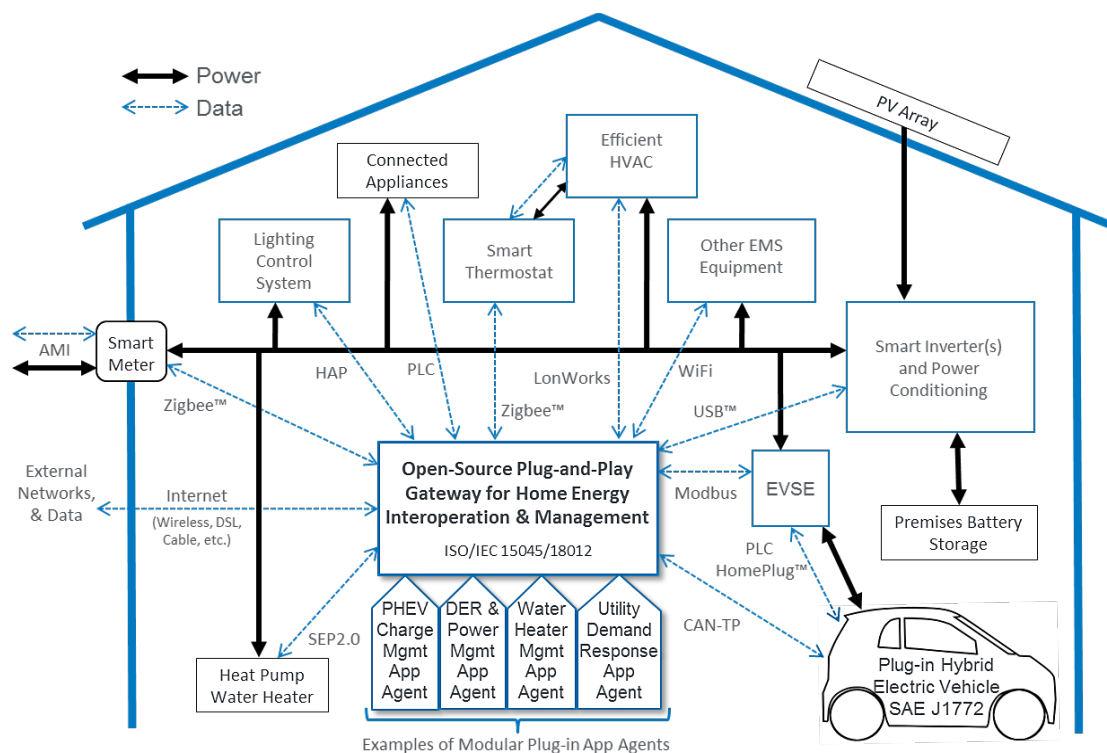 Power
Data
PV Array
Efficient
HVAC
Connected
Appliances
Lighting
Control
System
Smart
Thermostat
Other EMS
Equipment
AMI
Smart
Meter
Smart Inverter(s)
and Power
Conditioning
HAP
PLC
LonWorks
WiFi
Zigbee™
Zigbee™
USB™
Open-Source Plug-and-Play
Gateway for Home Energy
Interoperation & Management
ISO/IEC 15045/18012
External
Networks,
& Data
Internet
(Wireless, DSL,
Cable, etc.)
Modbus
EVSE
Premises Battery
Storage
PLC
HomePlug™
SEP2.0
CAN-TP
PHEV
Charge
Mgmt
App
Agent
DER &
Power
Mgmt
App
Agent
Water
Heater
Mgmt
App
Agent
Utility
Demand
Response
App
Agent
Heat Pump
Water Heater
Plug-in Hybrid
Electric Vehicle
SAE J1772
Examples of Modular Plug-in App Agents